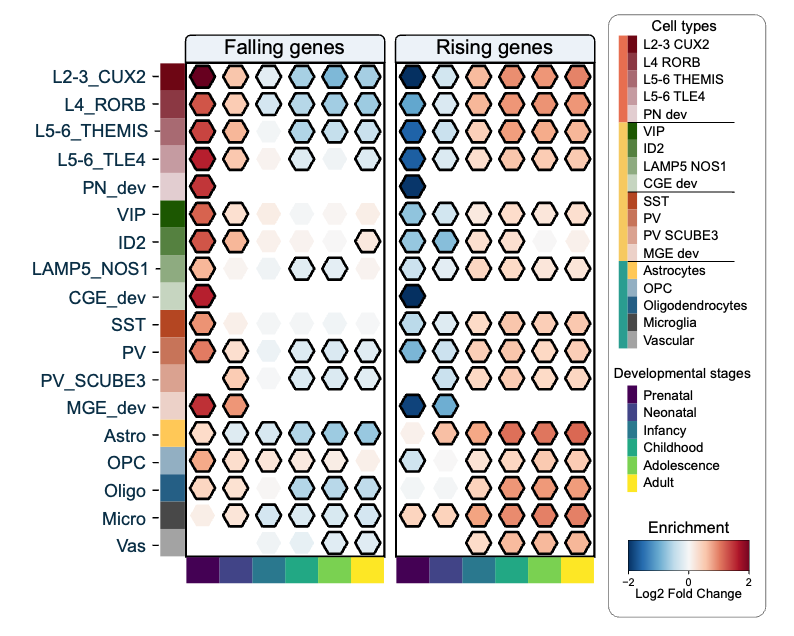 Falling genes
Rising genes
L2-3_CUX2
L4_RORB
L5-6_THEMIS
L5-6_TLE4
PN_dev
VIP
ID2
LAMP5_NOS1
CGE_dev
SST
PV
PV_SCUBE3
MGE_dev
Astro
OPC
Oligo
Micro
Vas
Cell types
L2-3 CUX2
L4 RORB
L5-6 THEMIS
L5-6 TLE4
PN dev
VIP
ID2
LAMP5 NOS1
CGE dev
SST
PV
PV SCUBE3
MGE dev
Astrocytes
OPC
Oligodendrocytes
Microglia
Vascular
Developmental stages
Prenatal
Neonatal
Infancy
Childhood
Adolescence
Adult
Enrichment
−2 0 2
Log2 Fold Change